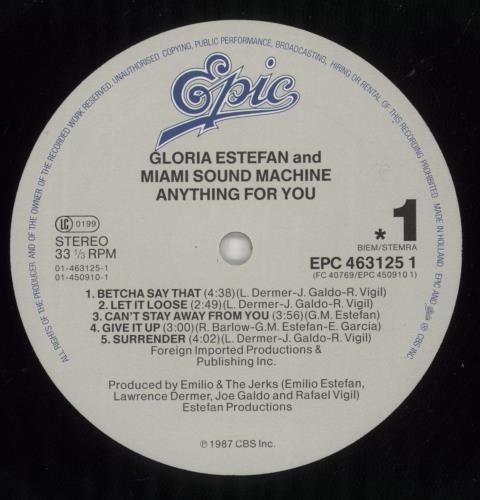 ALL RIGHTS OF THE PRODUCER AND OF THE OWNER OF THE RECORDED WORK RESERVED. UNAUTHORISED COPYING, PUBLIC PERFORMANCE, BROADCASTING, HIRING OR RENTAL OF THIS RECORDING PROHIBITED. MADE IN HOLLAND. EPIC AND Epic ® CBS INC.
Epic
GLORIA ESTEFAN and
MIAMI SOUND MACHINE
ANYTHING FOR YOU
LC 0199
STEREO
33 1/3 RPM
01-463125-1
01-450910-1
* 1
BIEM/STEMRA
EPC 463125 1
(FC 40769/EPC 450910 1)
1. BETCHA SAY THAT (4:38)(L. Dermer-J. Galdo-R. Vigil)
2. LET IT LOOSE (2:49)(L. Dermer-J. Galdo-R. Vigil)
3. CAN'T STAY AWAY FROM YOU (3:56)(G.M. Estefan)
4. GIVE IT UP (3:00)(R. Barlow-G.M. Estefan-E. Garcia)
5. SURRENDER (4:02)(L. Dermer-J. Galdo-R. Vigil)
Foreign Imported Productions &
Publishing Inc.
Produced by Emilio & The Jerks (Emilio Estefan,
Lawrence Dermer, Joe Galdo and Rafael Vigil)
Estefan Productions
℗ 1987 CBS Inc.